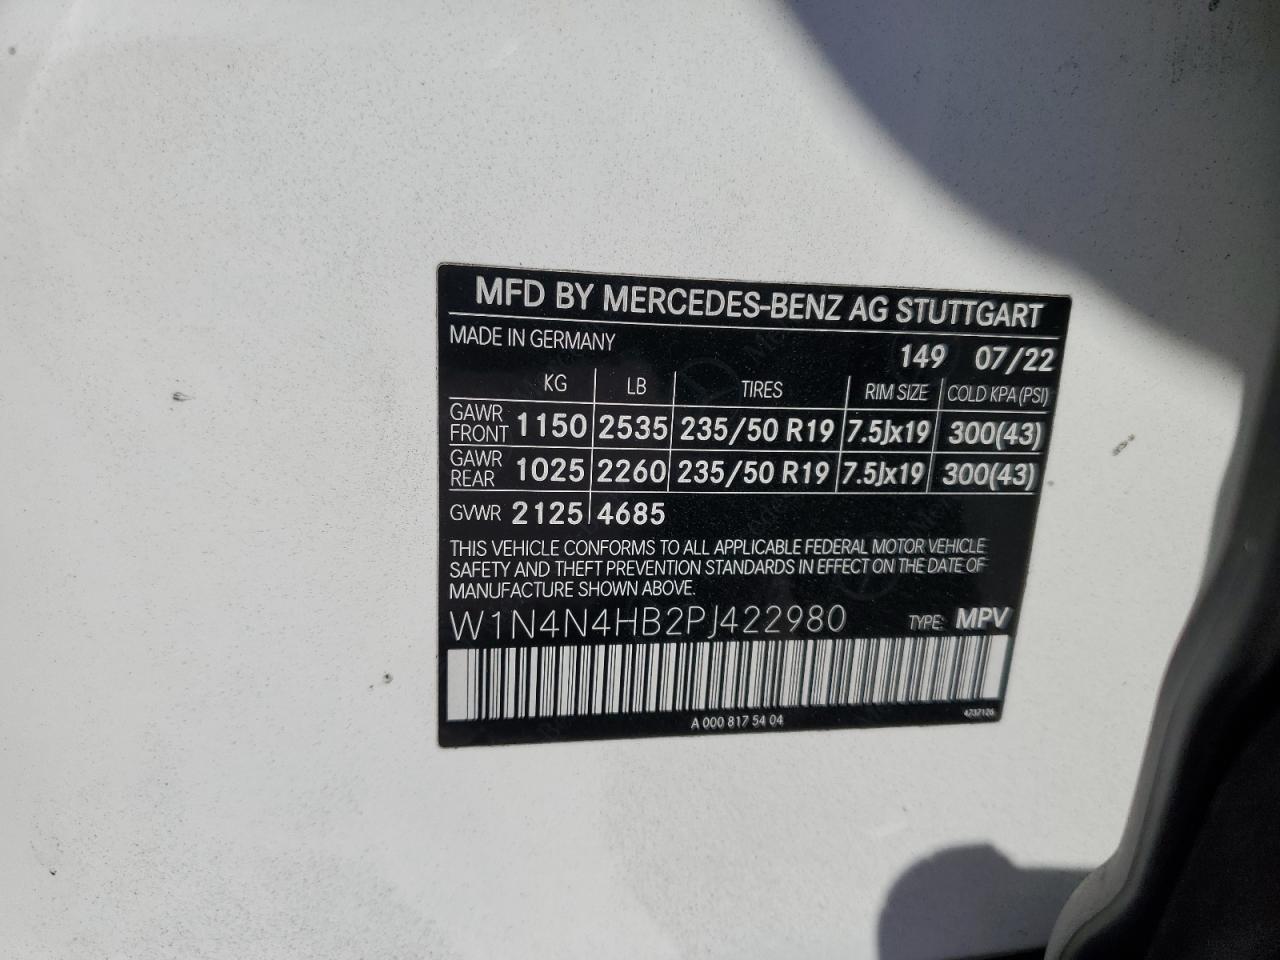 MFD BY MERCEDES-BENZ AG STUTTGART
MADE IN GERMANY 149 07/22
KG LB TIRES RIM SIZE COLD KPA (PSI)
GAWR FRONT 1150 2535 235/50 R19 7.5Jx19 300(43)
GAWR REAR 1025 2260 235/50 R19 7.5Jx19 300(43)
GVWR 2125 4685
THIS VEHICLE CONFORMS TO ALL APPLICABLE FEDERAL MOTOR VEHICLE
SAFETY AND THEFT PREVENTION STANDARDS IN EFFECT ON THE DATE OF
MANUFACTURE SHOWN ABOVE.
W1N4N4HB2PJ422980 TYPE: MPV
A 000 817 54 04 4737126